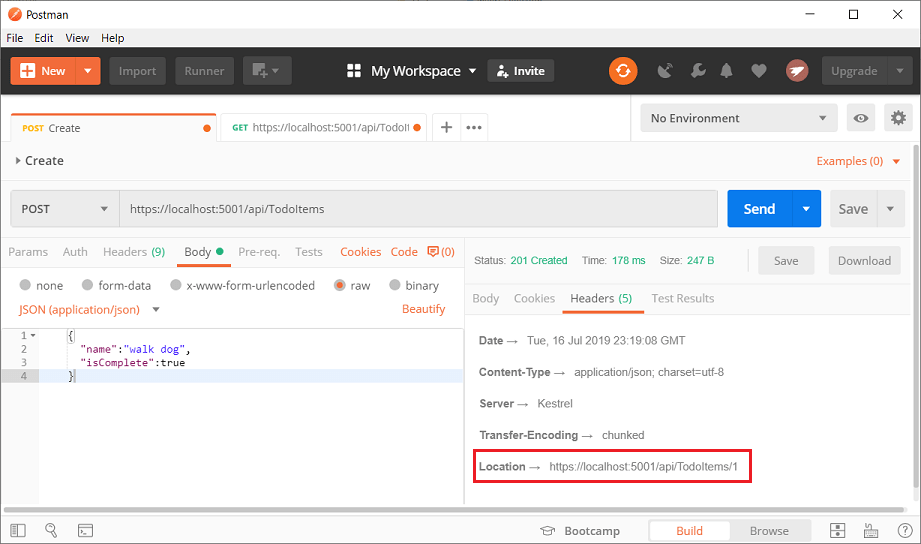 Postman
File Edit View Help
New Import Runner My Workspace Invite Upgrade
POST Create GET https://localhost:5001/api/TodoIt + ••• No Environment
Create Examples (0)
POST https://localhost:5001/api/TodoItems Send Save
Params Auth Headers (9) Body Pre-req. Tests Cookies Code (0)
none form-data x-www-form-urlencoded raw binary
JSON (application/json) Beautify
1 {
2 "name":"walk dog",
3 "isComplete":true
4 }
Status: 201 Created Time: 178 ms Size: 247 B Save Download
Body Cookies Headers (5) Test Results
Date → Tue, 16 Jul 2019 23:19:08 GMT
Content-Type → application/json; charset=utf-8
Server → Kestrel
Transfer-Encoding → chunked
Location → https://localhost:5001/api/TodoItems/1
Bootcamp Build Browse